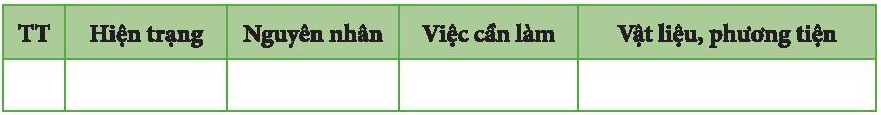 TT Hiện trạng Nguyên nhân Việc cần làm Vật liệu, phương tiện